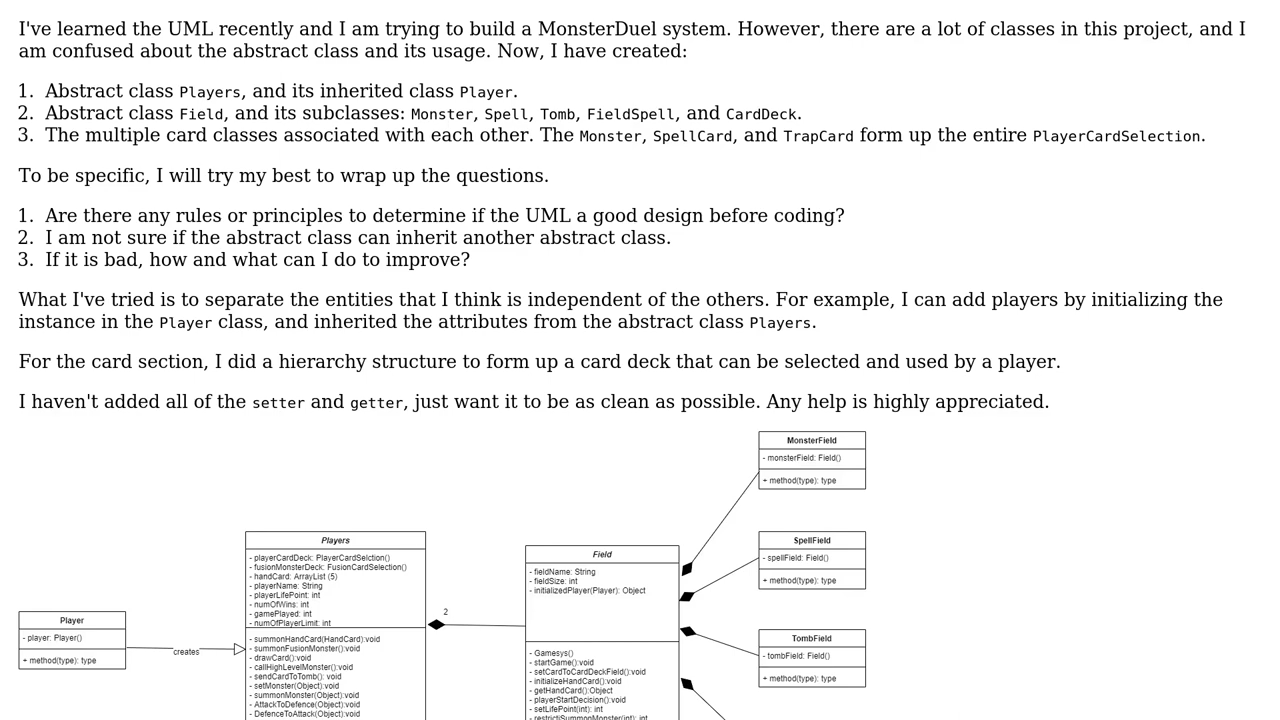 I've learned the UML recently and I am trying to build a MonsterDuel system. However, there are a lot of classes in this project, and I
am confused about the abstract class and its usage. Now, I have created:
1. Abstract class Players, and its inherited class Player.
2. Abstract class Field, and its subclasses: Monster, Spell, Tomb, FieldSpell, and CardDeck.
3. The multiple card classes associated with each other. The Monster, SpellCard, and TrapCard form up the entire PlayerCardSelection.
To be specific, I will try my best to wrap up the questions.
1. Are there any rules or principles to determine if the UML a good design before coding?
2. I am not sure if the abstract class can inherit another abstract class.
3. If it is bad, how and what can I do to improve?
What I've tried is to separate the entities that I think is independent of the others. For example, I can add players by initializing the
instance in the Player class, and inherited the attributes from the abstract class Players.
For the card section, I did a hierarchy structure to form up a card deck that can be selected and used by a player.
I haven't added all of the setter and getter, just want it to be as clean as possible. Any help is highly appreciated.
MonsterField
- monsterField: Field()
+ method(type): type
Players
- playerCardDeck: PlayerCardSelction()
- fusionMonsterDeck: FusionCardSelection()
- handCard: ArrayList (5)
- playerName: String
- playerLifePoint: int
- numOfWins: int
- gamePlayed: int
- numOfPlayerLimit: int
- summonHandCard(HandCard):void
- summonFusionMonster():void
- drawCard():void
- callHighLevelMonster():void
- sendCardToTomb(): void
- setMonster(Object):void
- summonMonster(Object):void
- AttackToDefence(Object):void
- DefenceToAttack(Object):void
2
Field
- fieldName: String
- fieldSize: int
- initializedPlayer(Player): Object
- Gamesys()
- startGame():void
- setCardToCardDeckField():void
- initializeHandCard():void
- getHandCard():Object
- playerStartDecision():void
- setLifePoint(int): int
- restrictSummonMonster(int): int
SpellField
- spellField: Field()
+ method(type): type
Player
- player: Player()
+ method(type): type
creates
TombField
- tombField: Field()
+ method(type): type